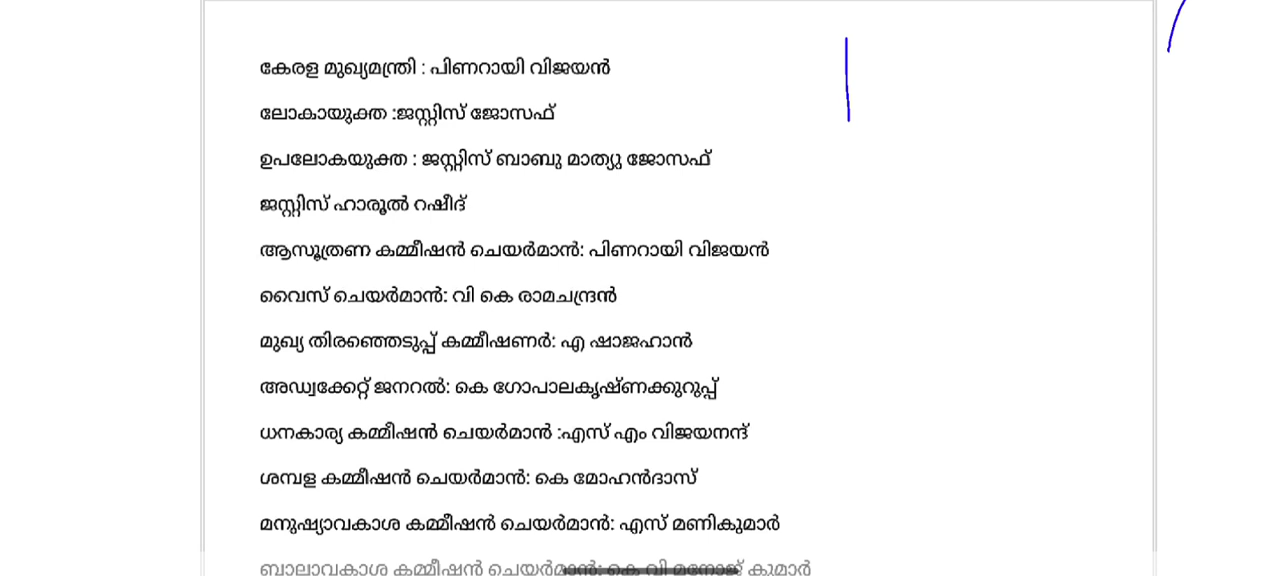 കേരള മുഖ്യമന്ത്രി : പിണറായി വിജയൻ
ലോകായുക്ത :ജസ്റ്റിസ് ജോസഫ്
ഉപലോകയുക്ത : ജസ്റ്റിസ് ബാബു മാത്യു ജോസഫ്
ജസ്റ്റിസ് ഹാരൂൽ റഷീദ്
ആസൂത്രണ കമ്മീഷൻ ചെയർമാൻ: പിണറായി വിജയൻ
വൈസ് ചെയർമാൻ: വി കെ രാമചന്ദ്രൻ
മുഖ്യ തിരഞ്ഞെടുപ്പ് കമ്മീഷണർ: എ ഷാജഹാൻ
അഡ്വക്കേറ്റ് ജനറൽ: കെ ഗോപാലകൃഷ്ണക്കുറുപ്പ്
ധനകാര്യ കമ്മീഷൻ ചെയർമാൻ :എസ് എം വിജയനന്ദ്
ശമ്പള കമ്മീഷൻ ചെയർമാൻ: കെ മോഹൻദാസ്
മനുഷ്യാവകാശ കമ്മീഷൻ ചെയർമാൻ: എസ് മണികുമാർ
ബാലാവകാശ കമ്മീഷൻ ചെയർമാൻ: കെ വി മനോജ് കുമാർ